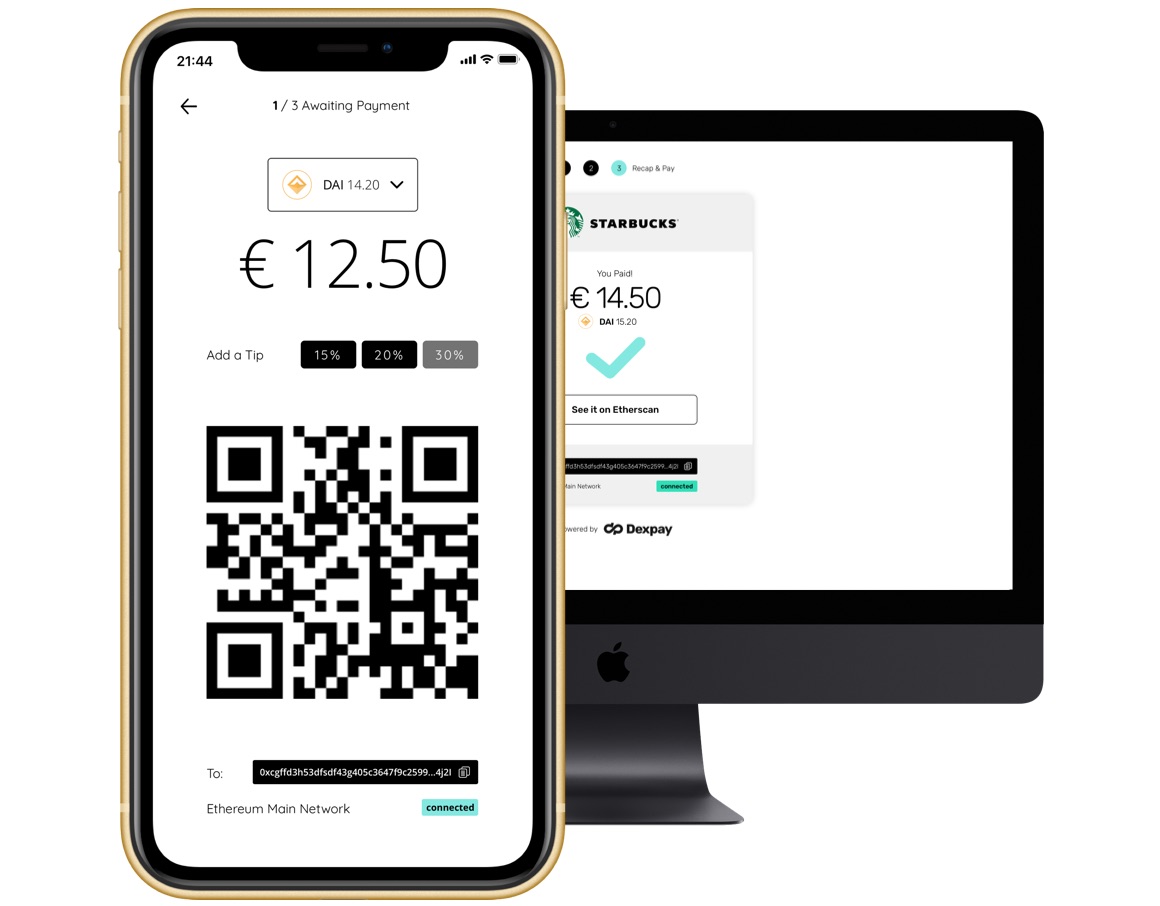 21:44
1 / 3 Awaiting Payment
DAI 14.20
€ 12.50
Add a Tip 15% 20% 30%
To: 0xcgffd3h53dfsdf43g405c3647f9c2599...4j2l
Ethereum Main Network connected
2 3 Recap & Pay
STARBUCKS
You Paid!
€ 14.50
DAI 15.20
See it on Etherscan
ffd3h53dfsdf43g405c3647f9c2599...4j2l
Main Network connected
owered by Dexpay